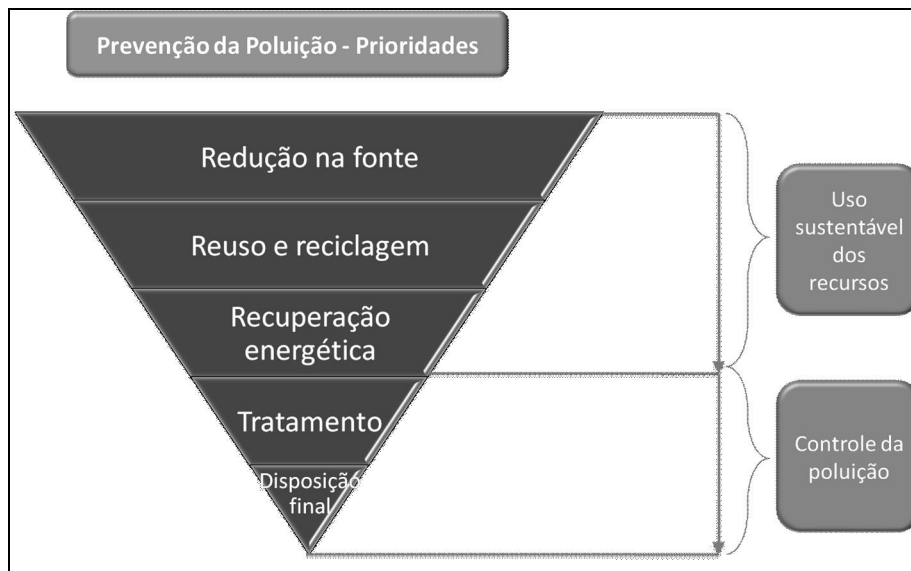 Prevenção da Poluição - Prioridades
Redução na fonte
Reuso e reciclagem
Recuperação
energética
Tratamento
Disposição
final
Uso
sustentável
dos
recursos
Controle da
poluição